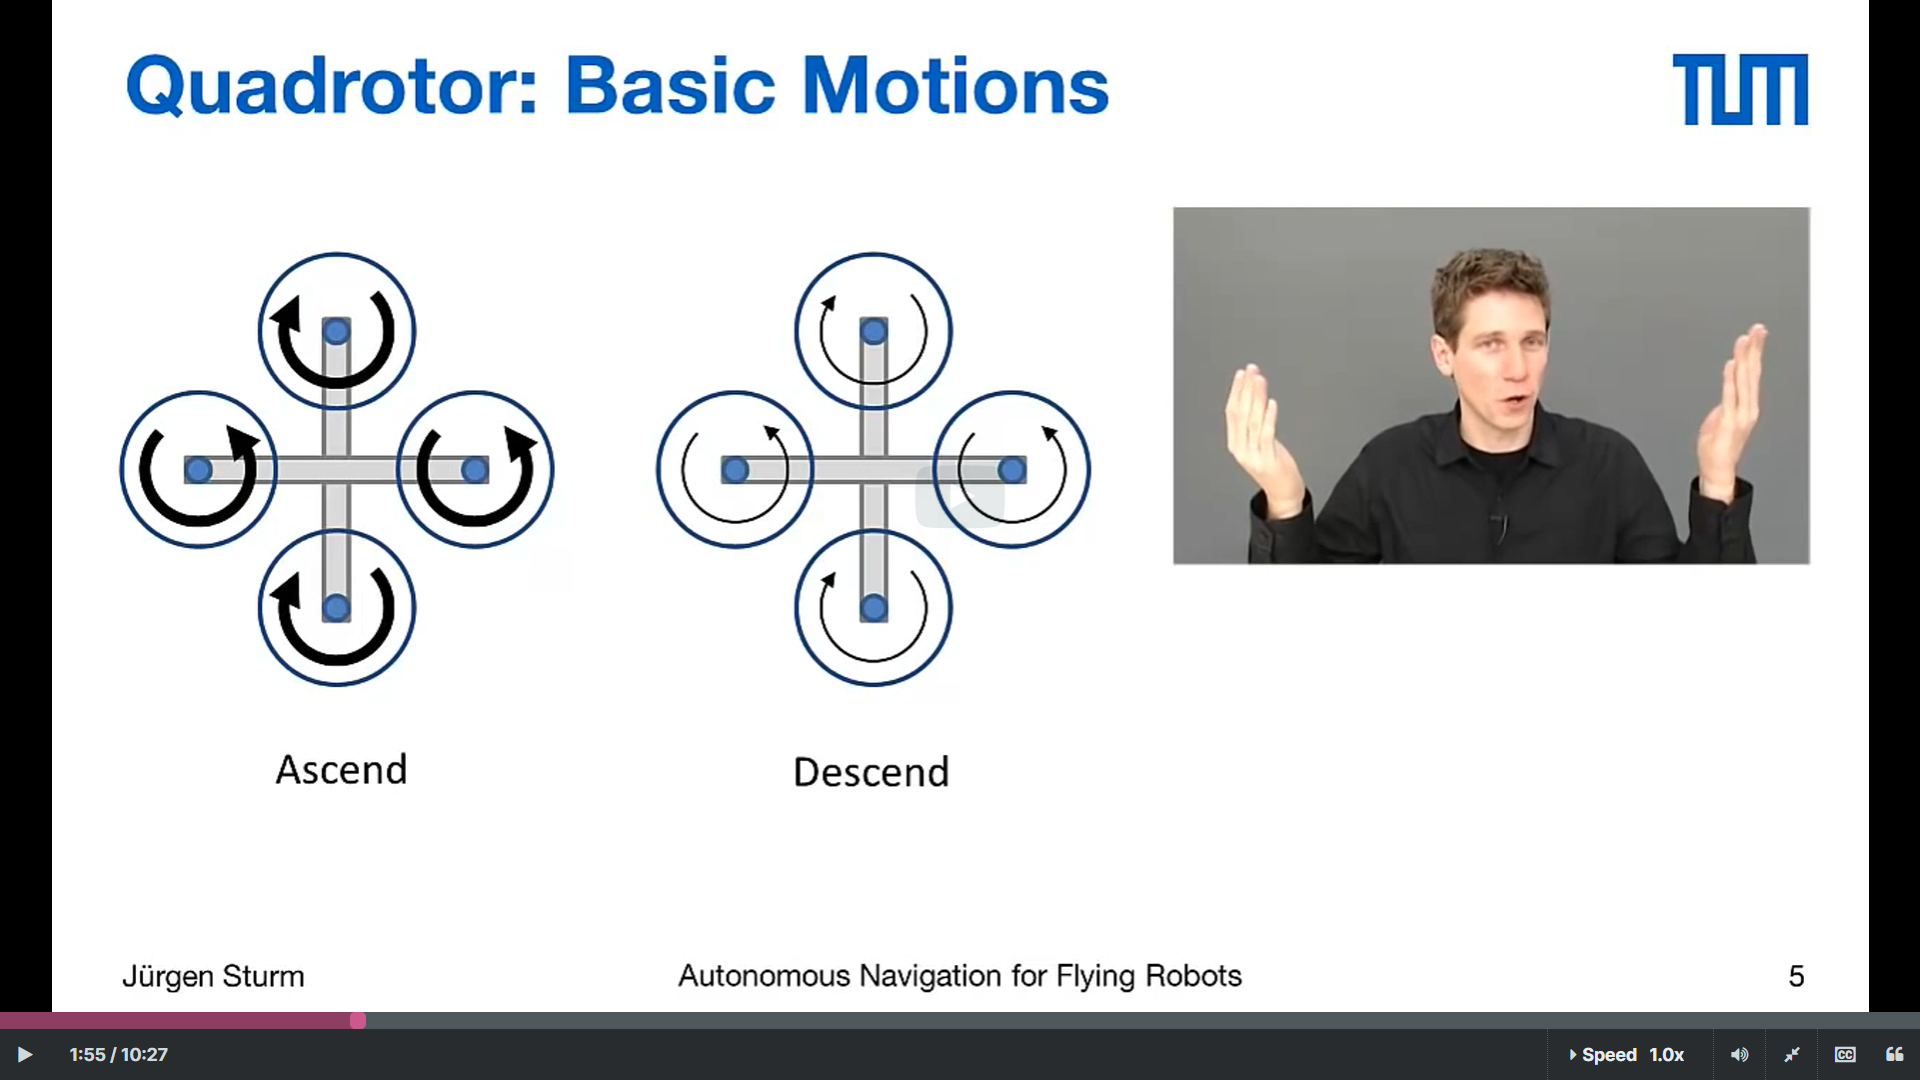 Quadrotor: Basic Motions
TUM
Ascend
Descend
Jürgen Sturm
Autonomous Navigation for Flying Robots
5
1:55 / 10:27
Speed 1.0x
CC